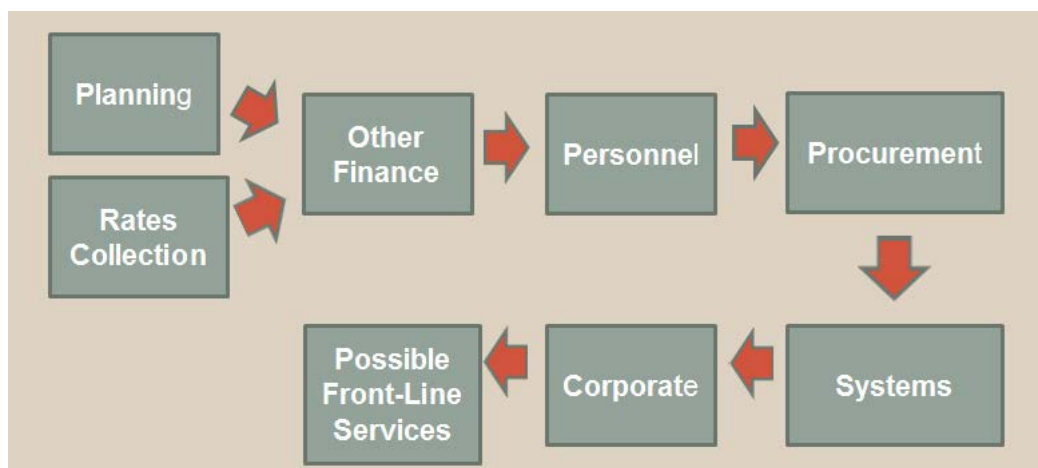 Planning
Rates
Collection
Other
Finance
Personnel
Procurement
Systems
Corporate
Possible
Front-Line
Services